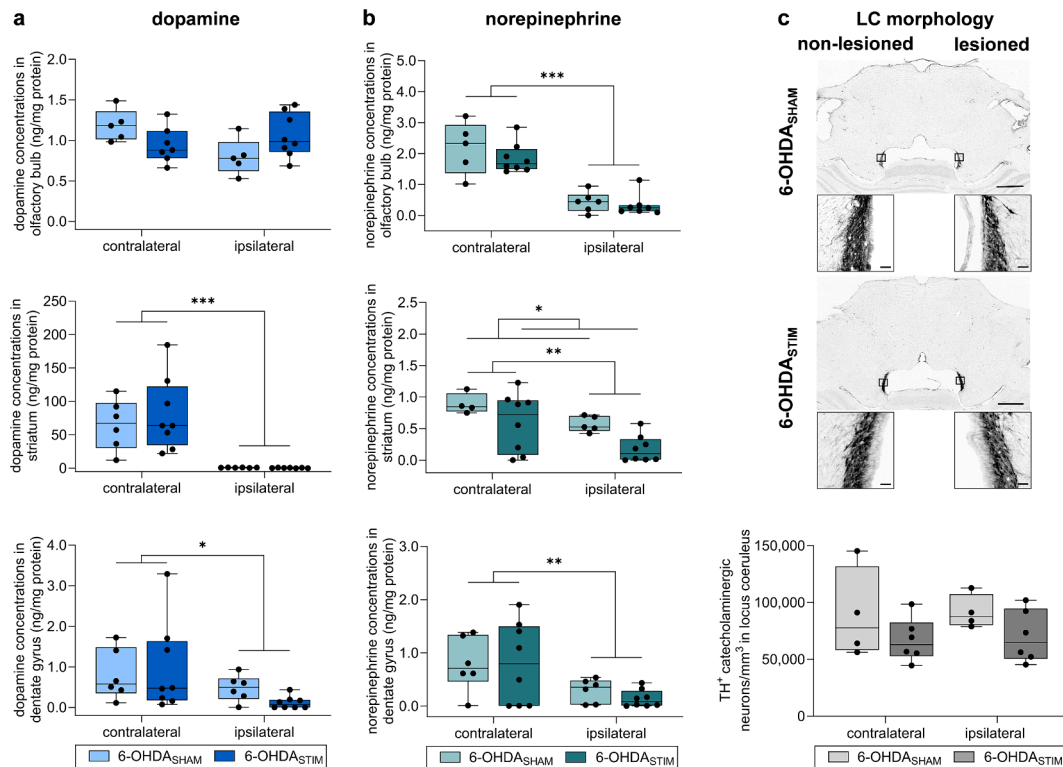 a dopamine
dopamine concentrations in
olfactory bulb (ng/mg protein)
2.0
1.5
1.0
0.5
0.0
contralateral ipsilateral
dopamine concentrations in
striatum (ng/mg protein)
250
200
150
100
50
0
***
contralateral ipsilateral
dopamine concentrations in
dentate gyrus (ng/mg protein)
4.0
3.0
2.0
1.0
0.0
*
contralateral ipsilateral
6-OHDASHAM 6-OHDASTIM
b norepinephrine
norepinephrine concentrations in
olfactory bulb (ng/mg protein)
5.0
4.0
3.0
2.0
1.0
0.0
***
contralateral ipsilateral
norepinephrine concentrations in
striatum (ng/mg protein)
2.5
2.0
1.5
1.0
0.5
0.0
*
**
contralateral ipsilateral
norepinephrine concentrations in
dentate gyrus (ng/mg protein)
3.0
2.0
1.0
0.0
**
contralateral ipsilateral
6-OHDASHAM 6-OHDASTIM
c LC morphology
non-lesioned lesioned
6-OHDASHAM
6-OHDASTIM
TH+ catecholaminergic
neurons/mm3 in locus coeruleus
150,000
100,000
50,000
0
contralateral ipsilateral
6-OHDASHAM 6-OHDASTIM